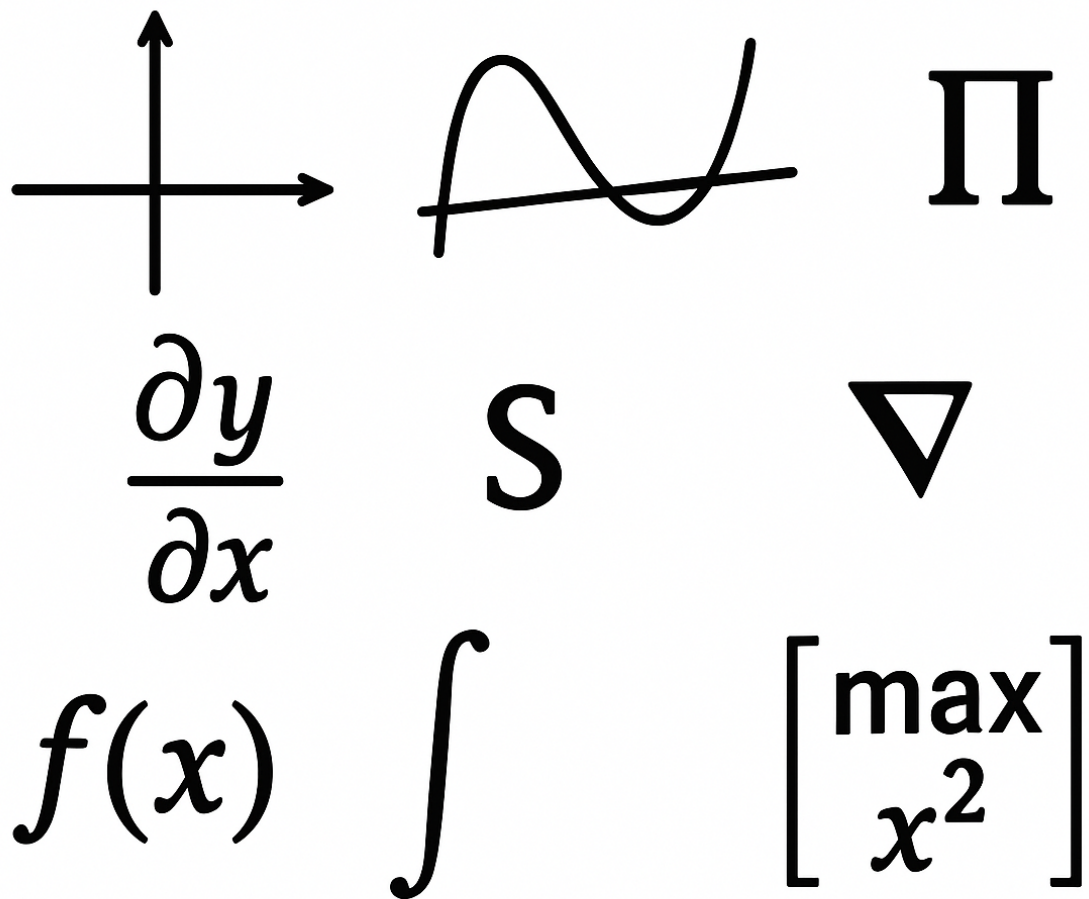 Π
∂y
∂x
S
∇
f(x)
∫
max
x²